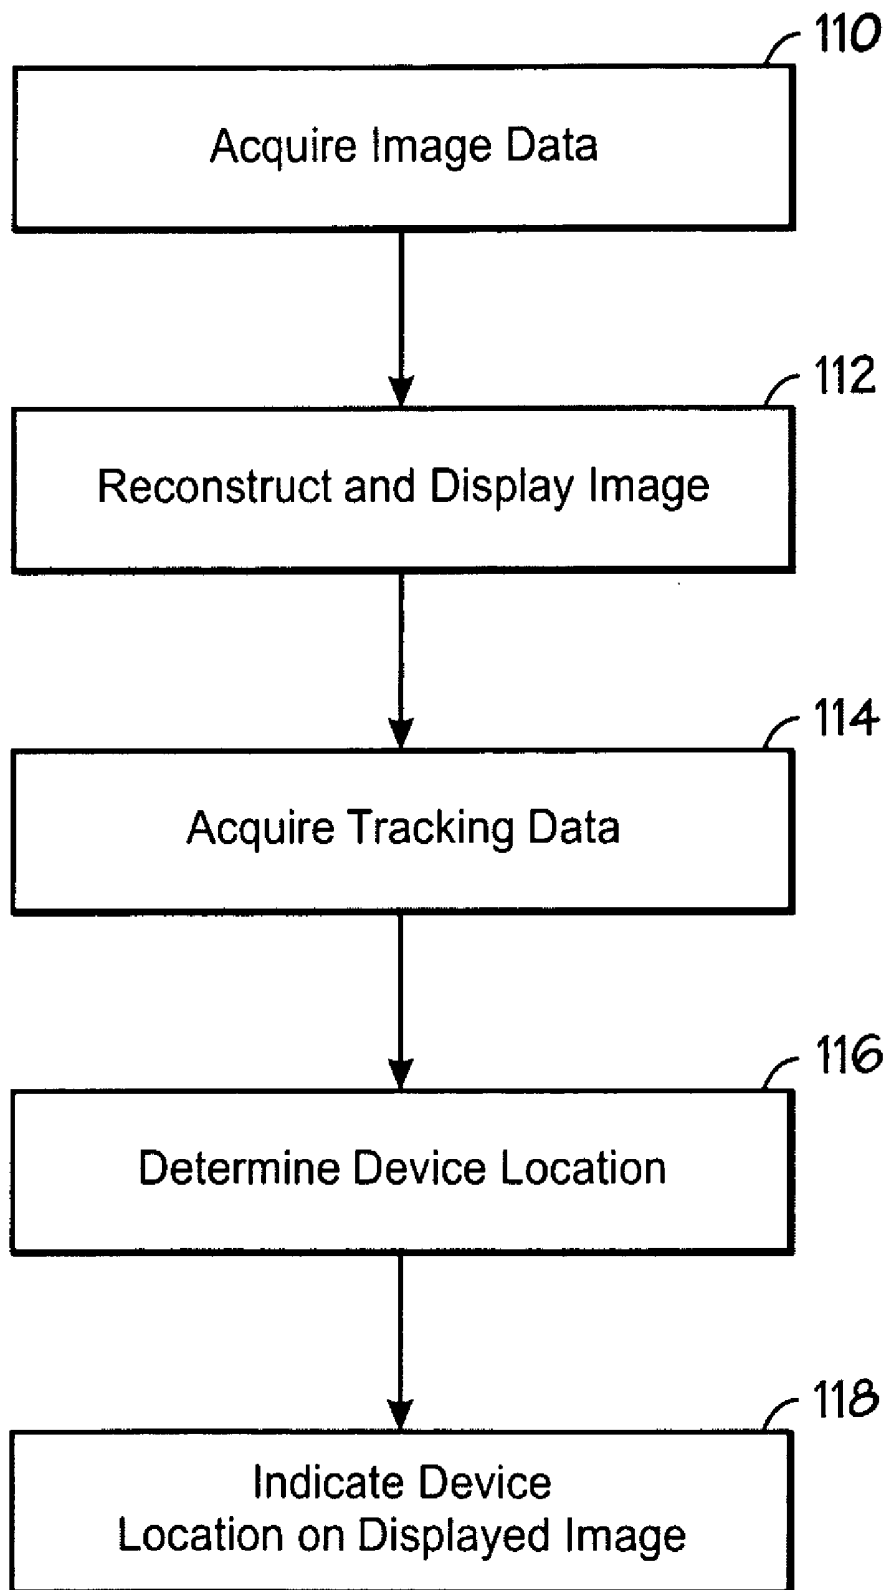 110
Acquire Image Data
112
Reconstruct and Display Image
114
Acquire Tracking Data
116
Determine Device Location
118
Indicate Device
Location on Displayed Image